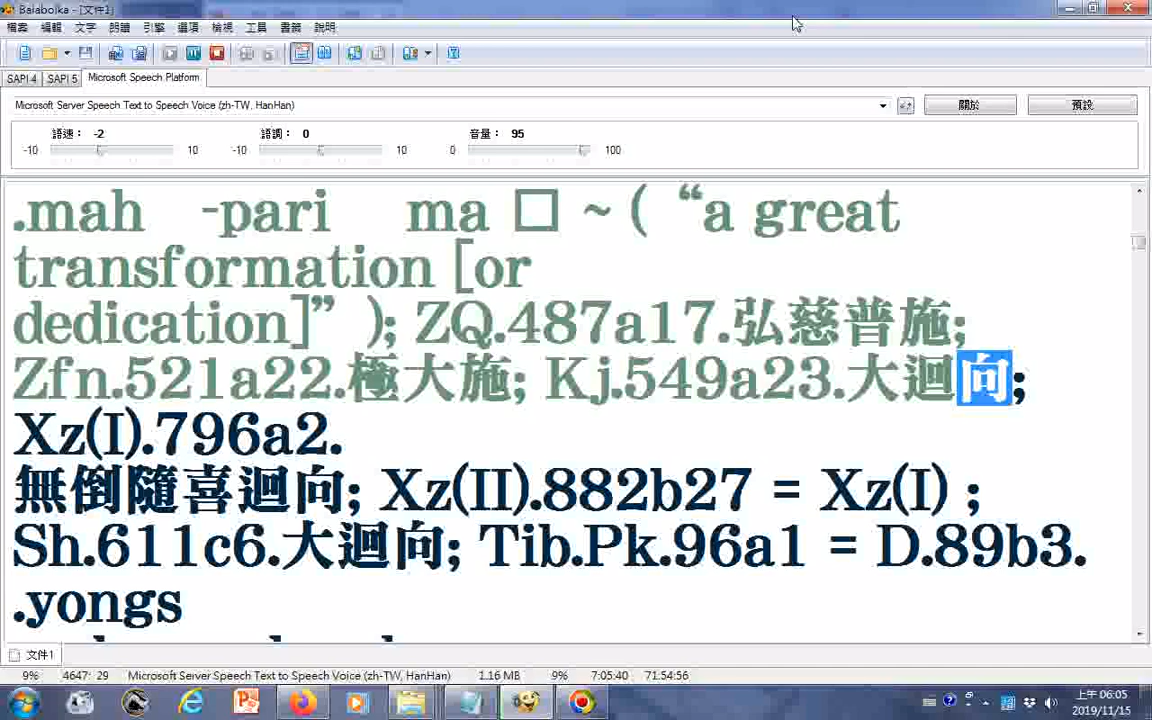 Balabolka - [文件1]
檔案 編輯 文字 朗讀 引擎 選項 檢視 工具 書籤 說明
SAPI 4 SAPI 5 Microsoft Speech Platform
Microsoft Server Speech Text to Speech Voice (zh-TW, HanHan) 關於 預設
語速： -2 語調： 0 音量： 95
-10 10 -10 10 0 100
.mah -pari ma □ ~ ( “a great
transformation [or
dedication]” ); ZQ.487a17.弘慈普施;
Zfn.521a22.極大施; Kj.549a23.大迴向;
Xz(I).796a2.
無倒隨喜迴向; Xz(II).882b27 = Xz(I) ;
Sh.611c6.大迴向; Tib.Pk.96a1 = D.89b3.
.yongs
文件1
9% 4647: 29 Microsoft Server Speech Text to Speech Voice (zh-TW, HanHan) 1.16 MB 9% 7:05:40 71:54:56
上午 06:05
2019/11/15